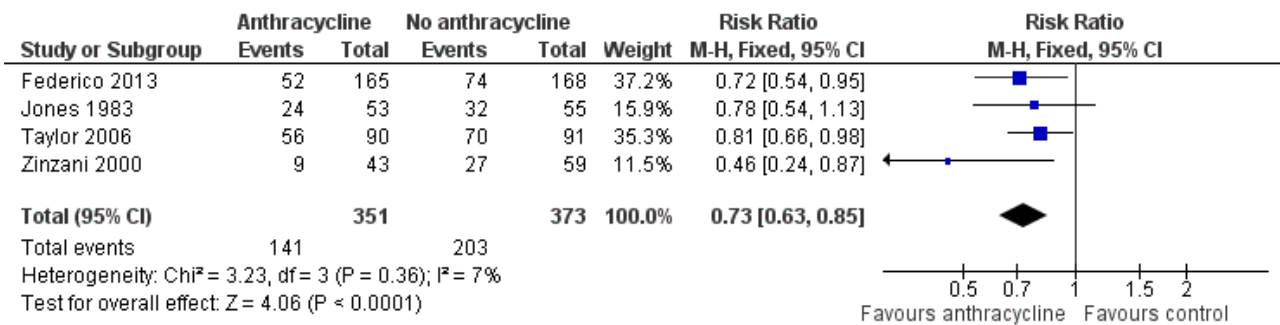 Anthracycline No anthracycline Risk Ratio Risk Ratio
Study or Subgroup Events Total Events Total Weight M-H, Fixed, 95% CI M-H, Fixed, 95% CI
Federico 2013 52 165 74 168 37.2% 0.72 [0.54, 0.95]
Jones 1983 24 53 32 55 15.9% 0.78 [0.54, 1.13]
Taylor 2006 56 90 70 91 35.3% 0.81 [0.66, 0.98]
Zinzani 2000 9 43 27 59 11.5% 0.46 [0.24, 0.87]
Total (95% CI) 351 373 100.0% 0.73 [0.63, 0.85]
Total events 141 203
Heterogeneity: Chi² = 3.23, df = 3 (P = 0.36); I² = 7%
Test for overall effect: Z = 4.06 (P < 0.0001)
0.5 0.7 1 1.5 2
Favours anthracycline Favours control